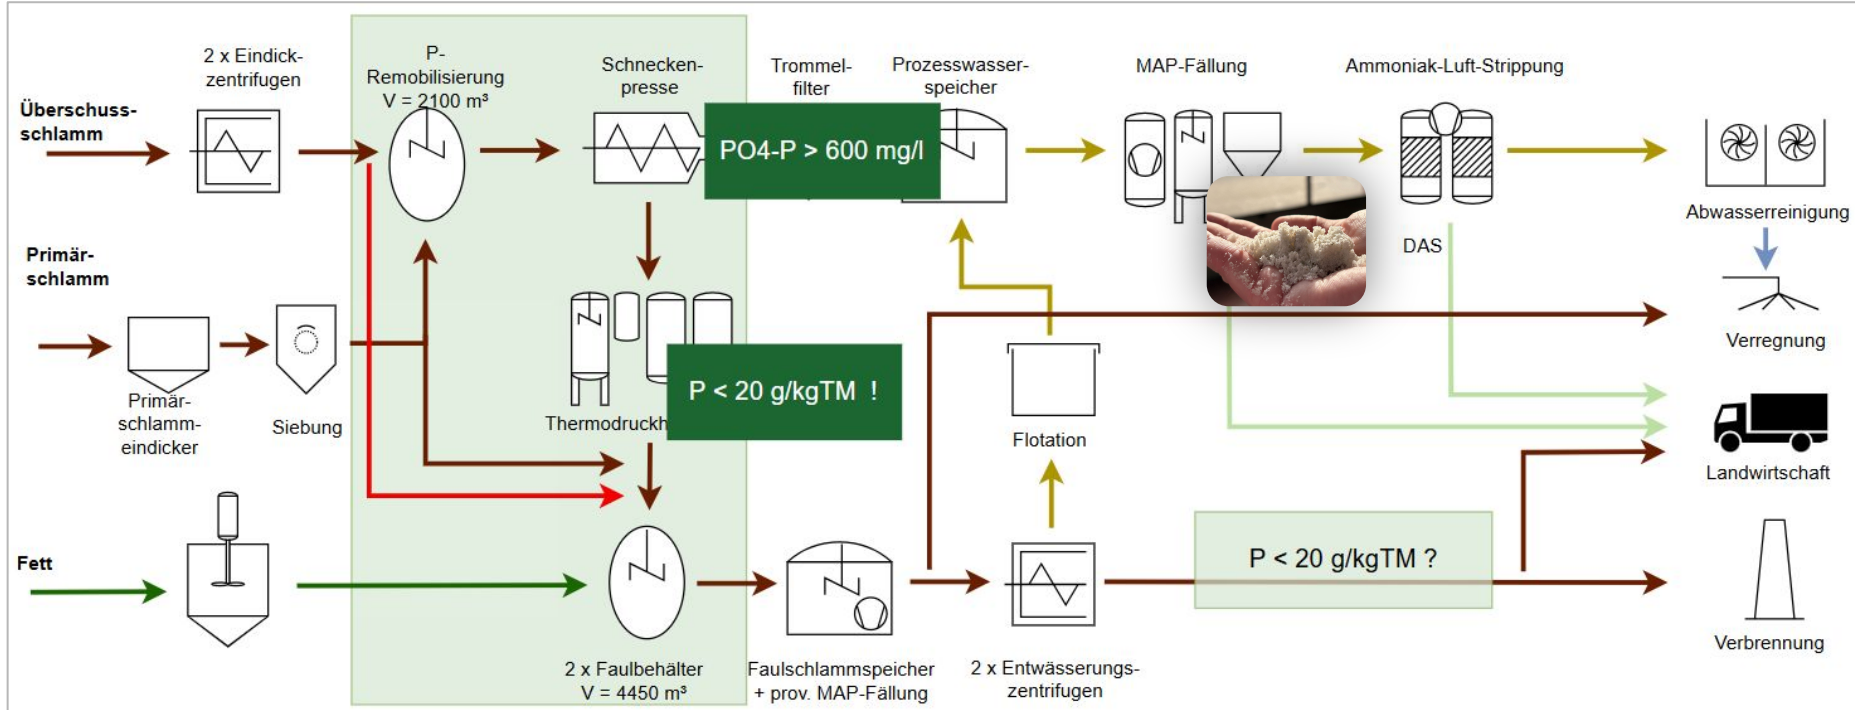 2 x Eindick-
zentrifugen
P-
Remobilisierung
V = 2100 m³
Schnecken-
presse
Trommel-
filter
Prozesswasser-
speicher
MAP-Fällung
Ammoniak-Luft-Strippung
Überschuss-
schlamm
PO4-P > 600 mg/l
Abwasserreinigung
DAS
Primär-
schlamm
Verregnung
Primär-
schlamm-
eindicker
Siebung
Thermodruckh
P < 20 g/kgTM !
Flotation
Landwirtschaft
Fett
P < 20 g/kgTM ?
Verbrennung
2 x Faulbehälter
V = 4450 m³
Faulschlammspeicher
+ prov. MAP-Fällung
2 x Entwässerungs-
zentrifugen